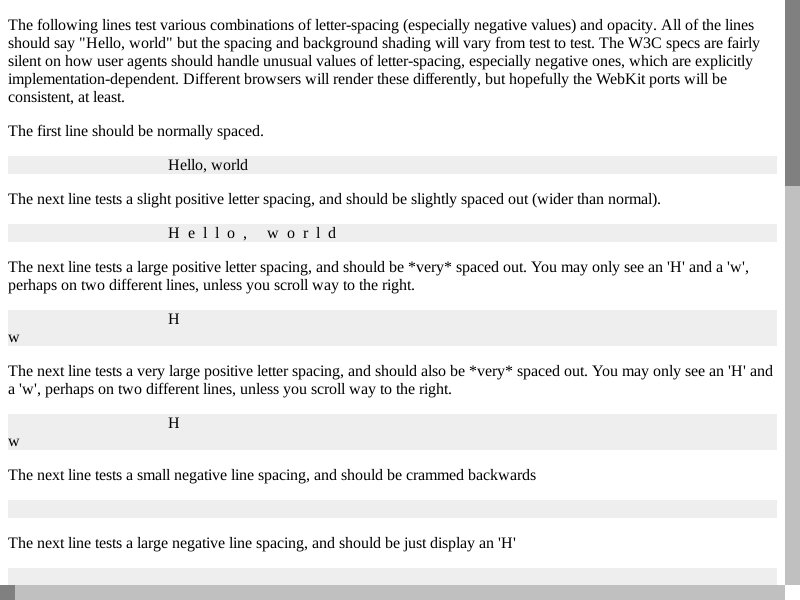 The following lines test various combinations of letter-spacing (especially negative values) and opacity. All of the lines
should say "Hello, world" but the spacing and background shading will vary from test to test. The W3C specs are fairly
silent on how user agents should handle unusual values of letter-spacing, especially negative ones, which are explicitly
implementation-dependent. Different browsers will render these differently, but hopefully the WebKit ports will be
consistent, at least.
The first line should be normally spaced.
Hello, world
The next line tests a slight positive letter spacing, and should be slightly spaced out (wider than normal).
H e l l o ,   w o r l d
The next line tests a large positive letter spacing, and should be *very* spaced out. You may only see an 'H' and a 'w',
perhaps on two different lines, unless you scroll way to the right.
H
w
The next line tests a very large positive letter spacing, and should also be *very* spaced out. You may only see an 'H' and
a 'w', perhaps on two different lines, unless you scroll way to the right.
H
w
The next line tests a small negative line spacing, and should be crammed backwards
The next line tests a large negative line spacing, and should be just display an 'H'